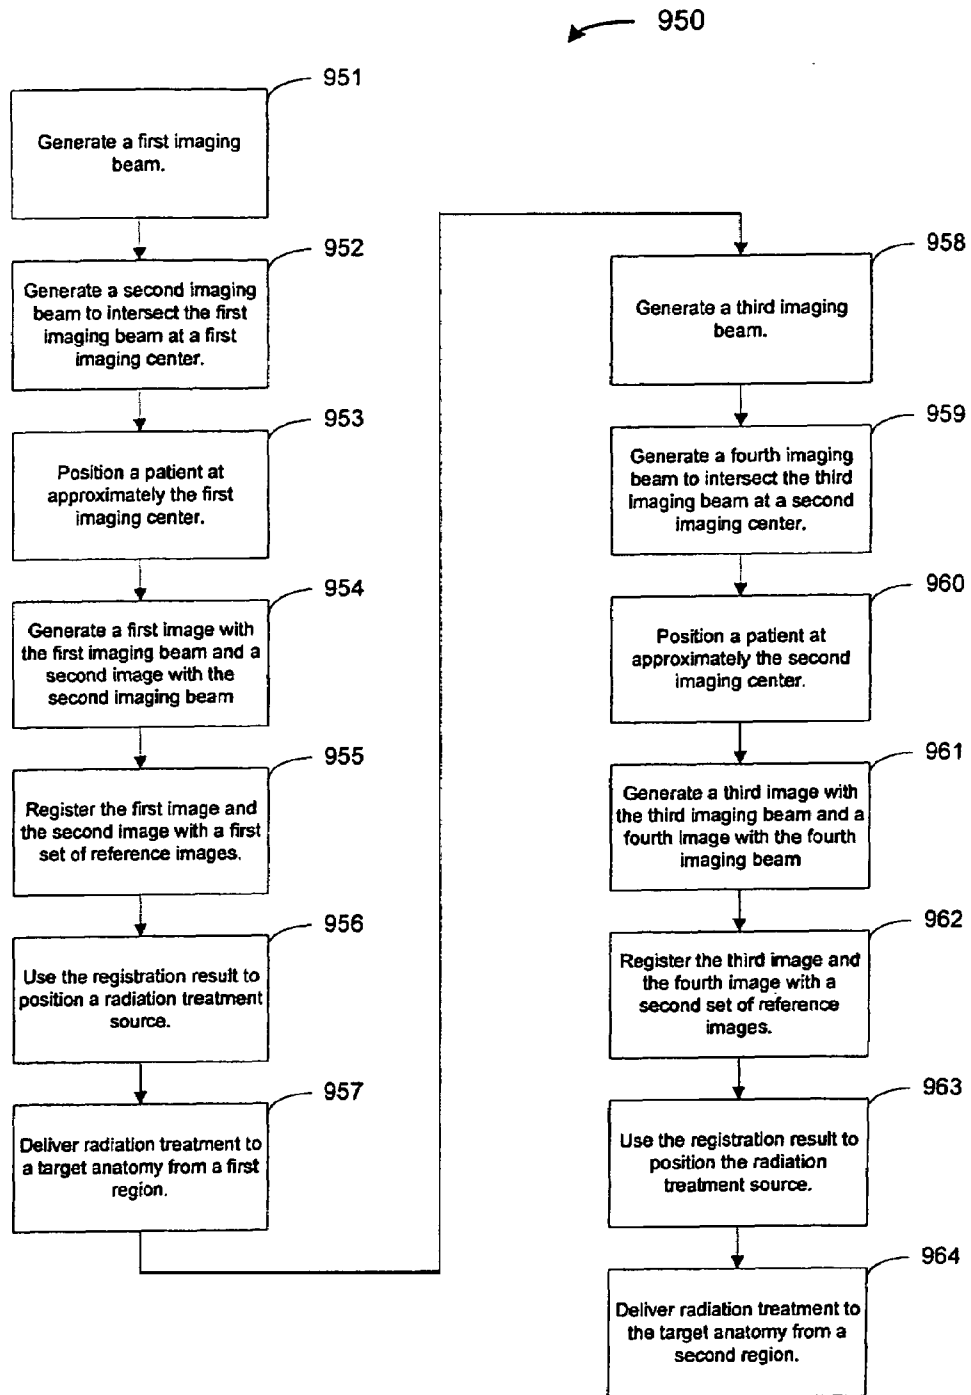 950
951
Generate a first imaging
beam.
952
Generate a second imaging
beam to intersect the first
imaging beam at a first
imaging center.
953
Position a patient at
approximately the first
imaging center.
954
Generate a first image with
the first imaging beam and a
second image with the
second imaging beam
955
Register the first image and
the second image with a first
set of reference images.
956
Use the registration result to
position a radiation treatment
source.
957
Deliver radiation treatment to
a target anatomy from a first
region.
958
Generate a third imaging
beam.
959
Generate a fourth imaging
beam to intersect the third
imaging beam at a second
imaging center.
960
Position a patient at
approximately the second
imaging center.
961
Generate a third image with
the third imaging beam and a
fourth image with the fourth
imaging beam
962
Register the third image and
the fourth image with a
second set of reference
images.
963
Use the registration result to
position the radiation
treatment source.
964
Deliver radiation treatment to
the target anatomy from a
second region.